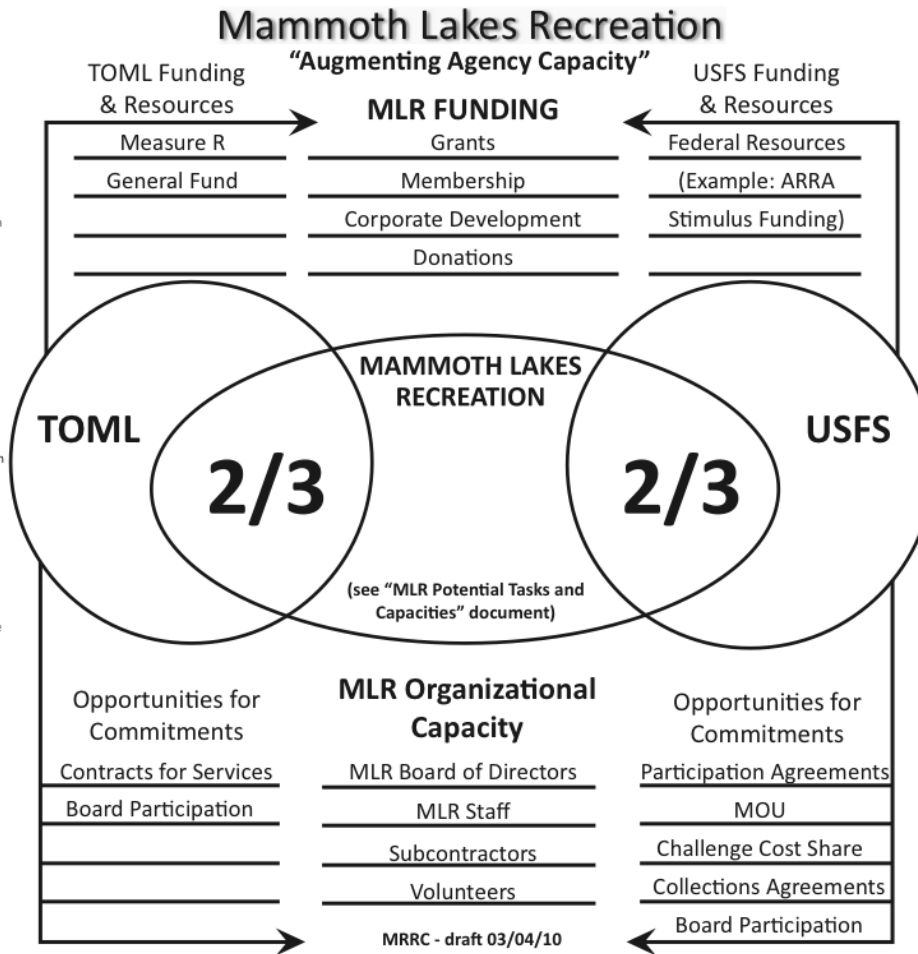 Mammoth Lakes Recreation
“Augmenting Agency Capacity”
TOML Funding
& Resources
Measure R
General Fund
MLR FUNDING
Grants
Membership
Corporate Development
Donations
USFS Funding
& Resources
Federal Resources
(Example: ARRA
Stimulus Funding)
TOML
2/3
MAMMOTH LAKES
RECREATION
(see “MLR Potential Tasks and
Capacities” document)
2/3
USFS
Opportunities for
Commitments
Contracts for Services
Board Participation
MLR Organizational
Capacity
MLR Board of Directors
MLR Staff
Subcontractors
Volunteers
MRRC - draft 03/04/10
Opportunities for
Commitments
Participation Agreements
MOU
Challenge Cost Share
Collections Agreements
Board Participation